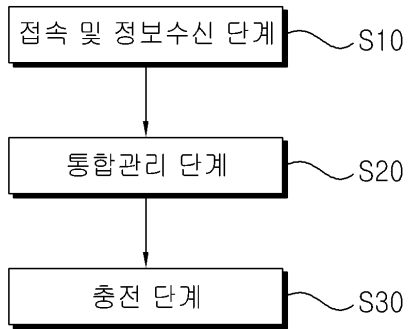 접속 및 정보수신 단계
S10
통합관리 단계
S20
충전 단계
S30